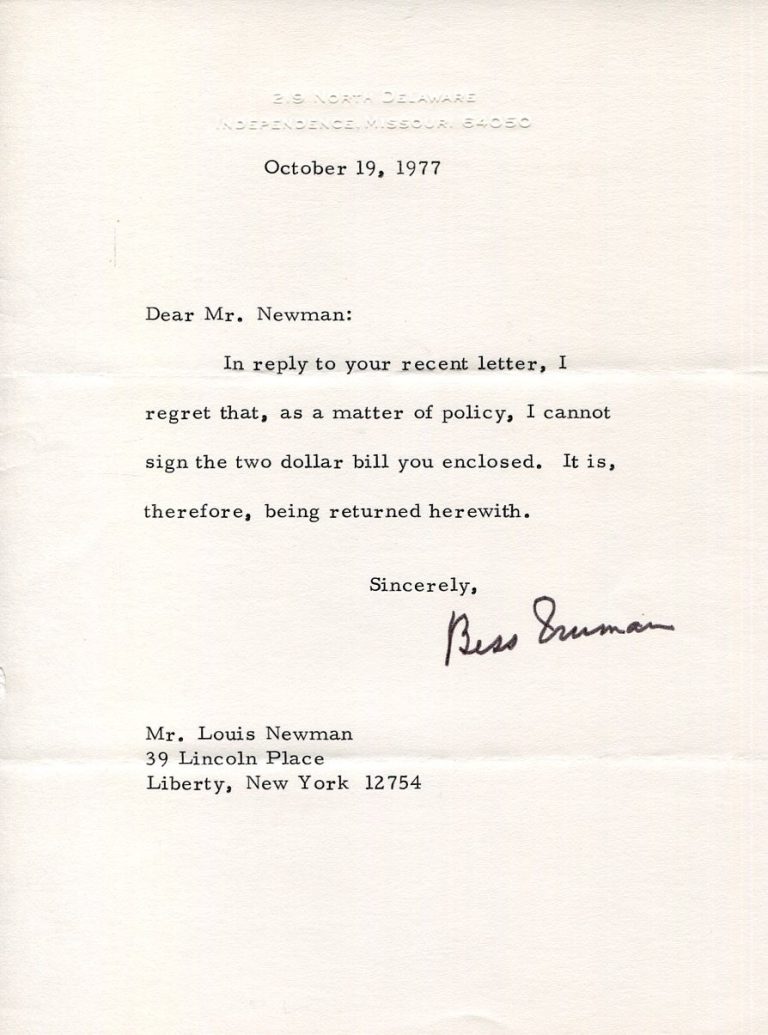 219 North Delaware
Independence, Missouri 64050
October 19, 1977
Dear Mr. Newman:
In reply to your recent letter, I
regret that, as a matter of policy, I cannot
sign the two dollar bill you enclosed. It is,
therefore, being returned herewith.
Sincerely,
Bess Truman
Mr. Louis Newman
39 Lincoln Place
Liberty, New York 12754